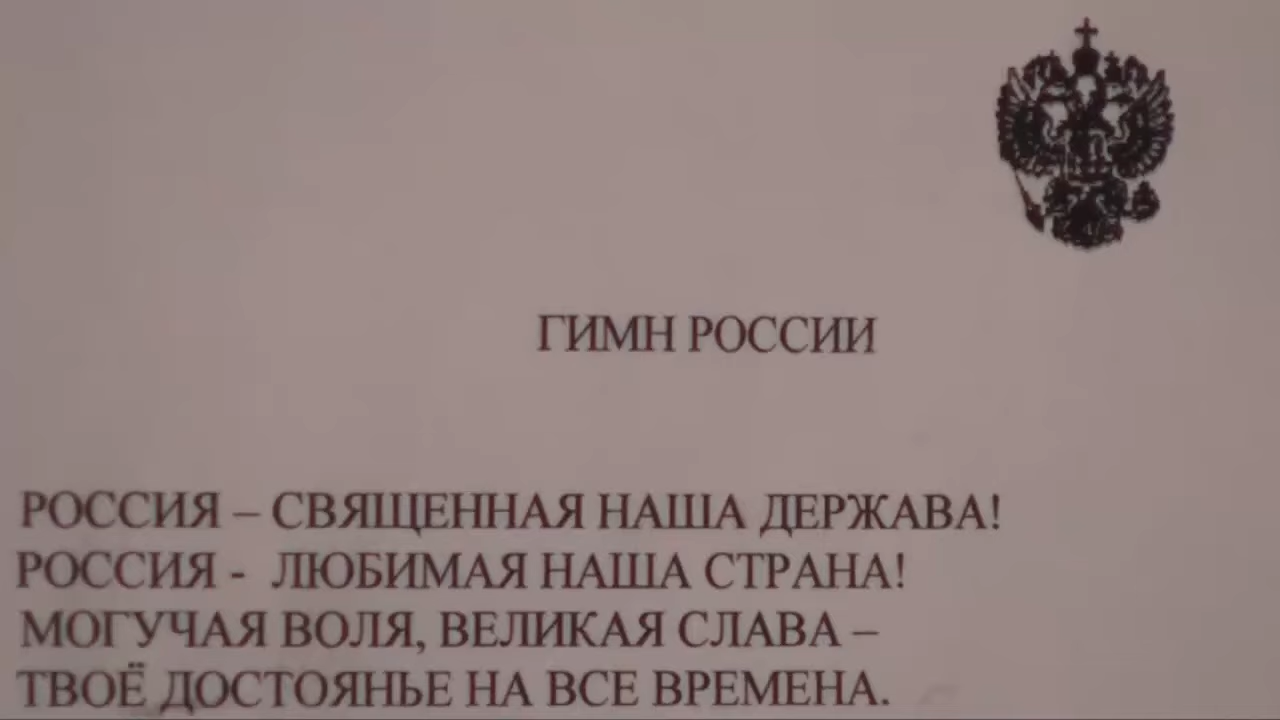 ГИМН РОССИИ
РОССИЯ – СВЯЩЕННАЯ НАША ДЕРЖАВА!
РОССИЯ - ЛЮБИМАЯ НАША СТРАНА!
МОГУЧАЯ ВОЛЯ, ВЕЛИКАЯ СЛАВА –
ТВОЁ ДОСТОЯНЬЕ НА ВСЕ ВРЕМЕНА.